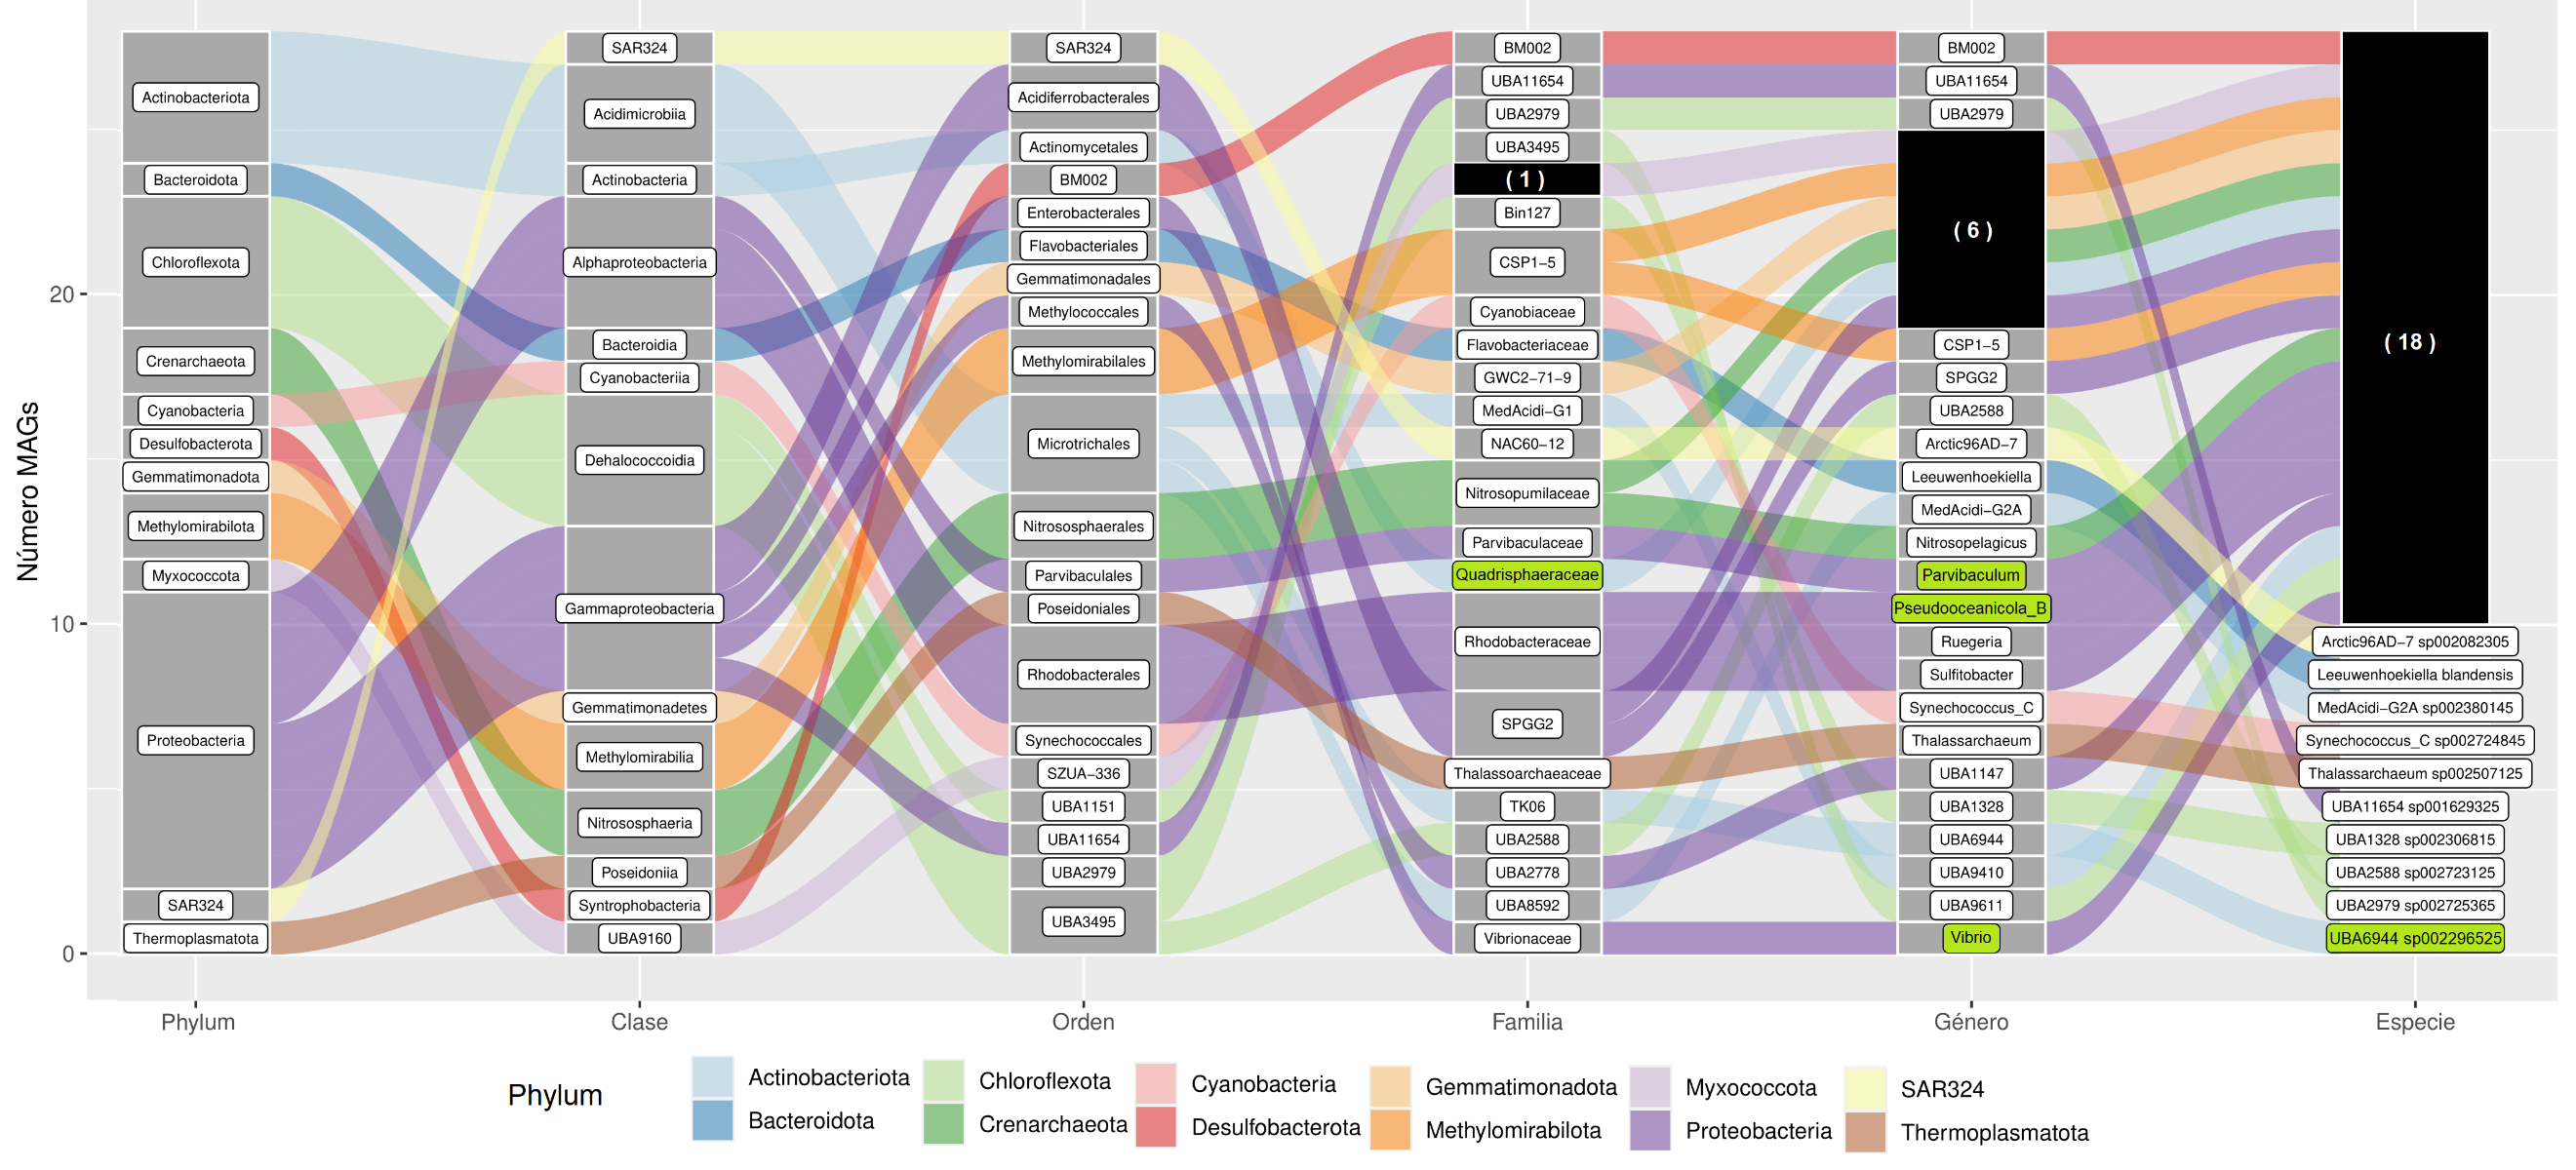 Número MAGs
20
10
0
Actinobacteriota
Bacteroidota
Chloroflexota
Crenarchaeota
Cyanobacteria
Desulfobacterota
Gemmatimonadota
Methylomirabilota
Myxococcota
Proteobacteria
SAR324
Thermoplasmatota
SAR324
Acidimicrobiia
Actinobacteria
Alphaproteobacteria
Bacteroidia
Cyanobacteriia
Dehalococcoidia
Gammaproteobacteria
Gemmatimonadetes
Methylomirabilia
Nitrososphaeria
Poseidoniia
Syntrophobacteria
UBA9160
SAR324
Acidiferrobacterales
Actinomycetales
BM002
Enterobacterales
Flavobacteriales
Gemmatimonadales
Methylococcales
Methylomirabilales
Microtrichales
Nitrososphaerales
Parvibaculales
Poseidoniales
Rhodobacterales
Synechococcales
SZUA−336
UBA1151
UBA11654
UBA2979
UBA3495
BM002
UBA11654
UBA2979
UBA3495
( 1 )
Bin127
CSP1−5
Cyanobiaceae
Flavobacteriaceae
GWC2−71−9
MedAcidi−G1
NAC60−12
Nitrosopumilaceae
Parvibaculaceae
Quadrisphaeraceae
Rhodobacteraceae
SPGG2
Thalassoarchaeaceae
TK06
UBA2588
UBA2778
UBA8592
Vibrionaceae
BM002
UBA11654
UBA2979
( 6 )
CSP1−5
SPGG2
UBA2588
Arctic96AD−7
Leeuwenhoekiella
MedAcidi−G2A
Nitrosopelagicus
Parvibaculum
Pseudooceanicola_B
Ruegeria
Sulfitobacter
Synechococcus_C
Thalassarchaeum
UBA1147
UBA1328
UBA6944
UBA9410
UBA9611
Vibrio
( 18 )
Arctic96AD−7 sp002082305
Leeuwenhoekiella blandensis
MedAcidi−G2A sp002380145
Synechococcus_C sp002724845
Thalassarchaeum sp002507125
UBA11654 sp001629325
UBA1328 sp002306815
UBA2588 sp002723125
UBA2979 sp002725365
UBA6944 sp002296525
Phylum
Clase
Orden
Familia
Género
Especie
Phylum
Actinobacteriota
Bacteroidota
Chloroflexota
Crenarchaeota
Cyanobacteria
Desulfobacterota
Gemmatimonadota
Methylomirabilota
Myxococcota
Proteobacteria
SAR324
Thermoplasmatota